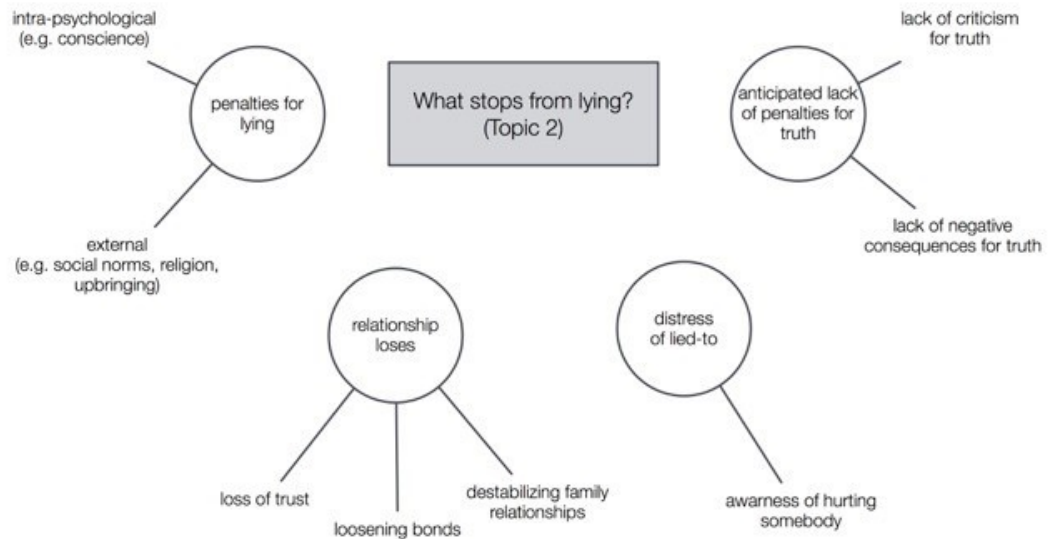 intra-psychological
(e.g. conscience)
penalties for
lying
external
(e.g. social norms, religion,
upbringing)
What stops from lying?
(Topic 2)
lack of criticism
for truth
anticipated lack
of penalties for
truth
lack of negative
consequences for truth
relationship
loses
loss of trust
loosening bonds
destabilizing family
relationships
distress
of lied-to
awarness of hurting
somebody